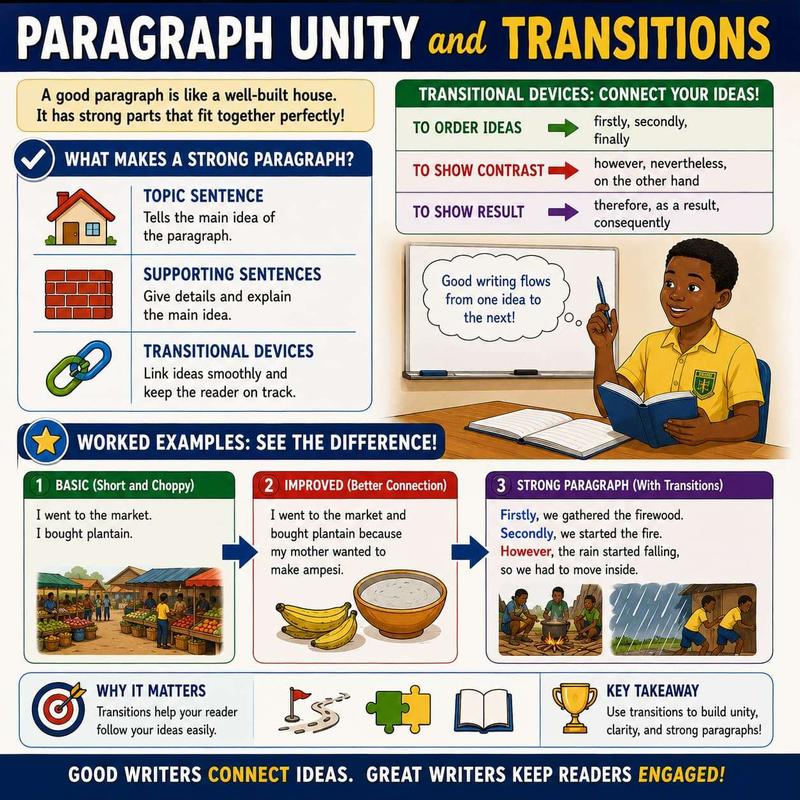 PARAGRAPH UNITY and TRANSITIONS
A good paragraph is like a well-built house.
It has strong parts that fit together perfectly!
WHAT MAKES A STRONG PARAGRAPH?
TOPIC SENTENCE
Tells the main idea of
the paragraph.
SUPPORTING SENTENCES
Give details and explain
the main idea.
TRANSITIONAL DEVICES
Link ideas smoothly and
keep the reader on track.
TRANSITIONAL DEVICES: CONNECT YOUR IDEAS!
TO ORDER IDEAS
firstly, secondly,
finally
TO SHOW CONTRAST
however, nevertheless,
on the other hand
TO SHOW RESULT
therefore, as a result,
consequently
Good writing flows
from one idea to
the next!
WORKED EXAMPLES: SEE THE DIFFERENCE!
1 BASIC (Short and Choppy)
I went to the market.
I bought plantain.
2 IMPROVED (Better Connection)
I went to the market and
bought plantain because
my mother wanted to
make ampesi.
3 STRONG PARAGRAPH (With Transitions)
Firstly, we gathered the firewood.
Secondly, we started the fire.
However, the rain started falling,
so we had to move inside.
WHY IT MATTERS
Transitions help your reader
follow your ideas easily.
KEY TAKEAWAY
Use transitions to build unity,
clarity, and strong paragraphs!
GOOD WRITERS CONNECT IDEAS. GREAT WRITERS KEEP READERS ENGAGED!